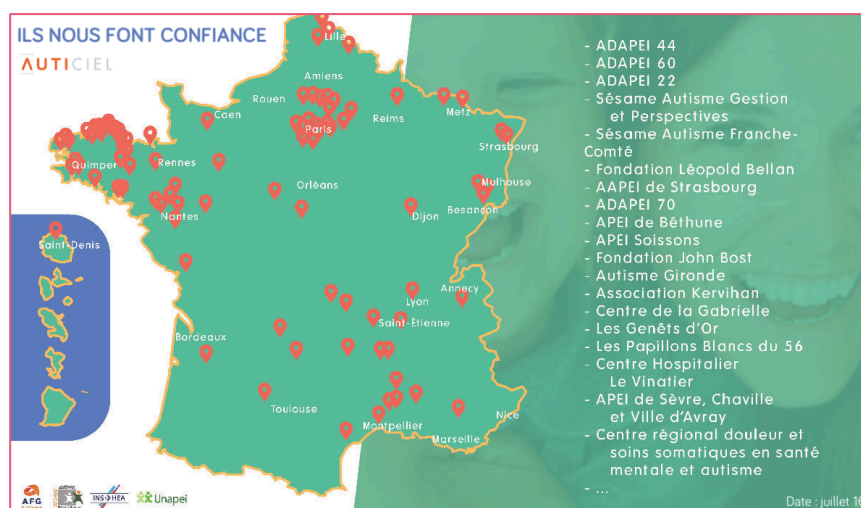 ILS NOUS FONT CONFIANCE
AUTICIEL
Lille
Amiens
Rouen
Caen
Reims
Metz
Paris
Strasbourg
Quimper
Rennes
Orléans
Mulhouse
Besançon
Dijon
Nantes
Saint-Denis
Annecy
Lyon
Saint-Étienne
Bordeaux
Toulouse
Montpellier
Nice
Marseille
- ADAPEI 44
- ADAPEI 60
- ADAPEI 22
- Sésame Autisme Gestion
et Perspectives
- Sésame Autisme Franche-
Comté
- Fondation Léopold Bellan
- AAPEI de Strasbourg
- ADAPEI 70
- APEI de Béthune
- APEI Soissons
- Fondation John Bost
- Autisme Gironde
- Association Kervihan
- Centre de la Gabrielle
- Les Genêts d'Or
- Les Papillons Blancs du 56
- Centre Hospitalier
Le Vinatier
- APEI de Sèvre, Chaville
et Ville d'Avray
- Centre régional douleur et
soins somatiques en santé
mentale et autisme
- ...
AFG
INS HEA
Unapei
Date : juillet 16